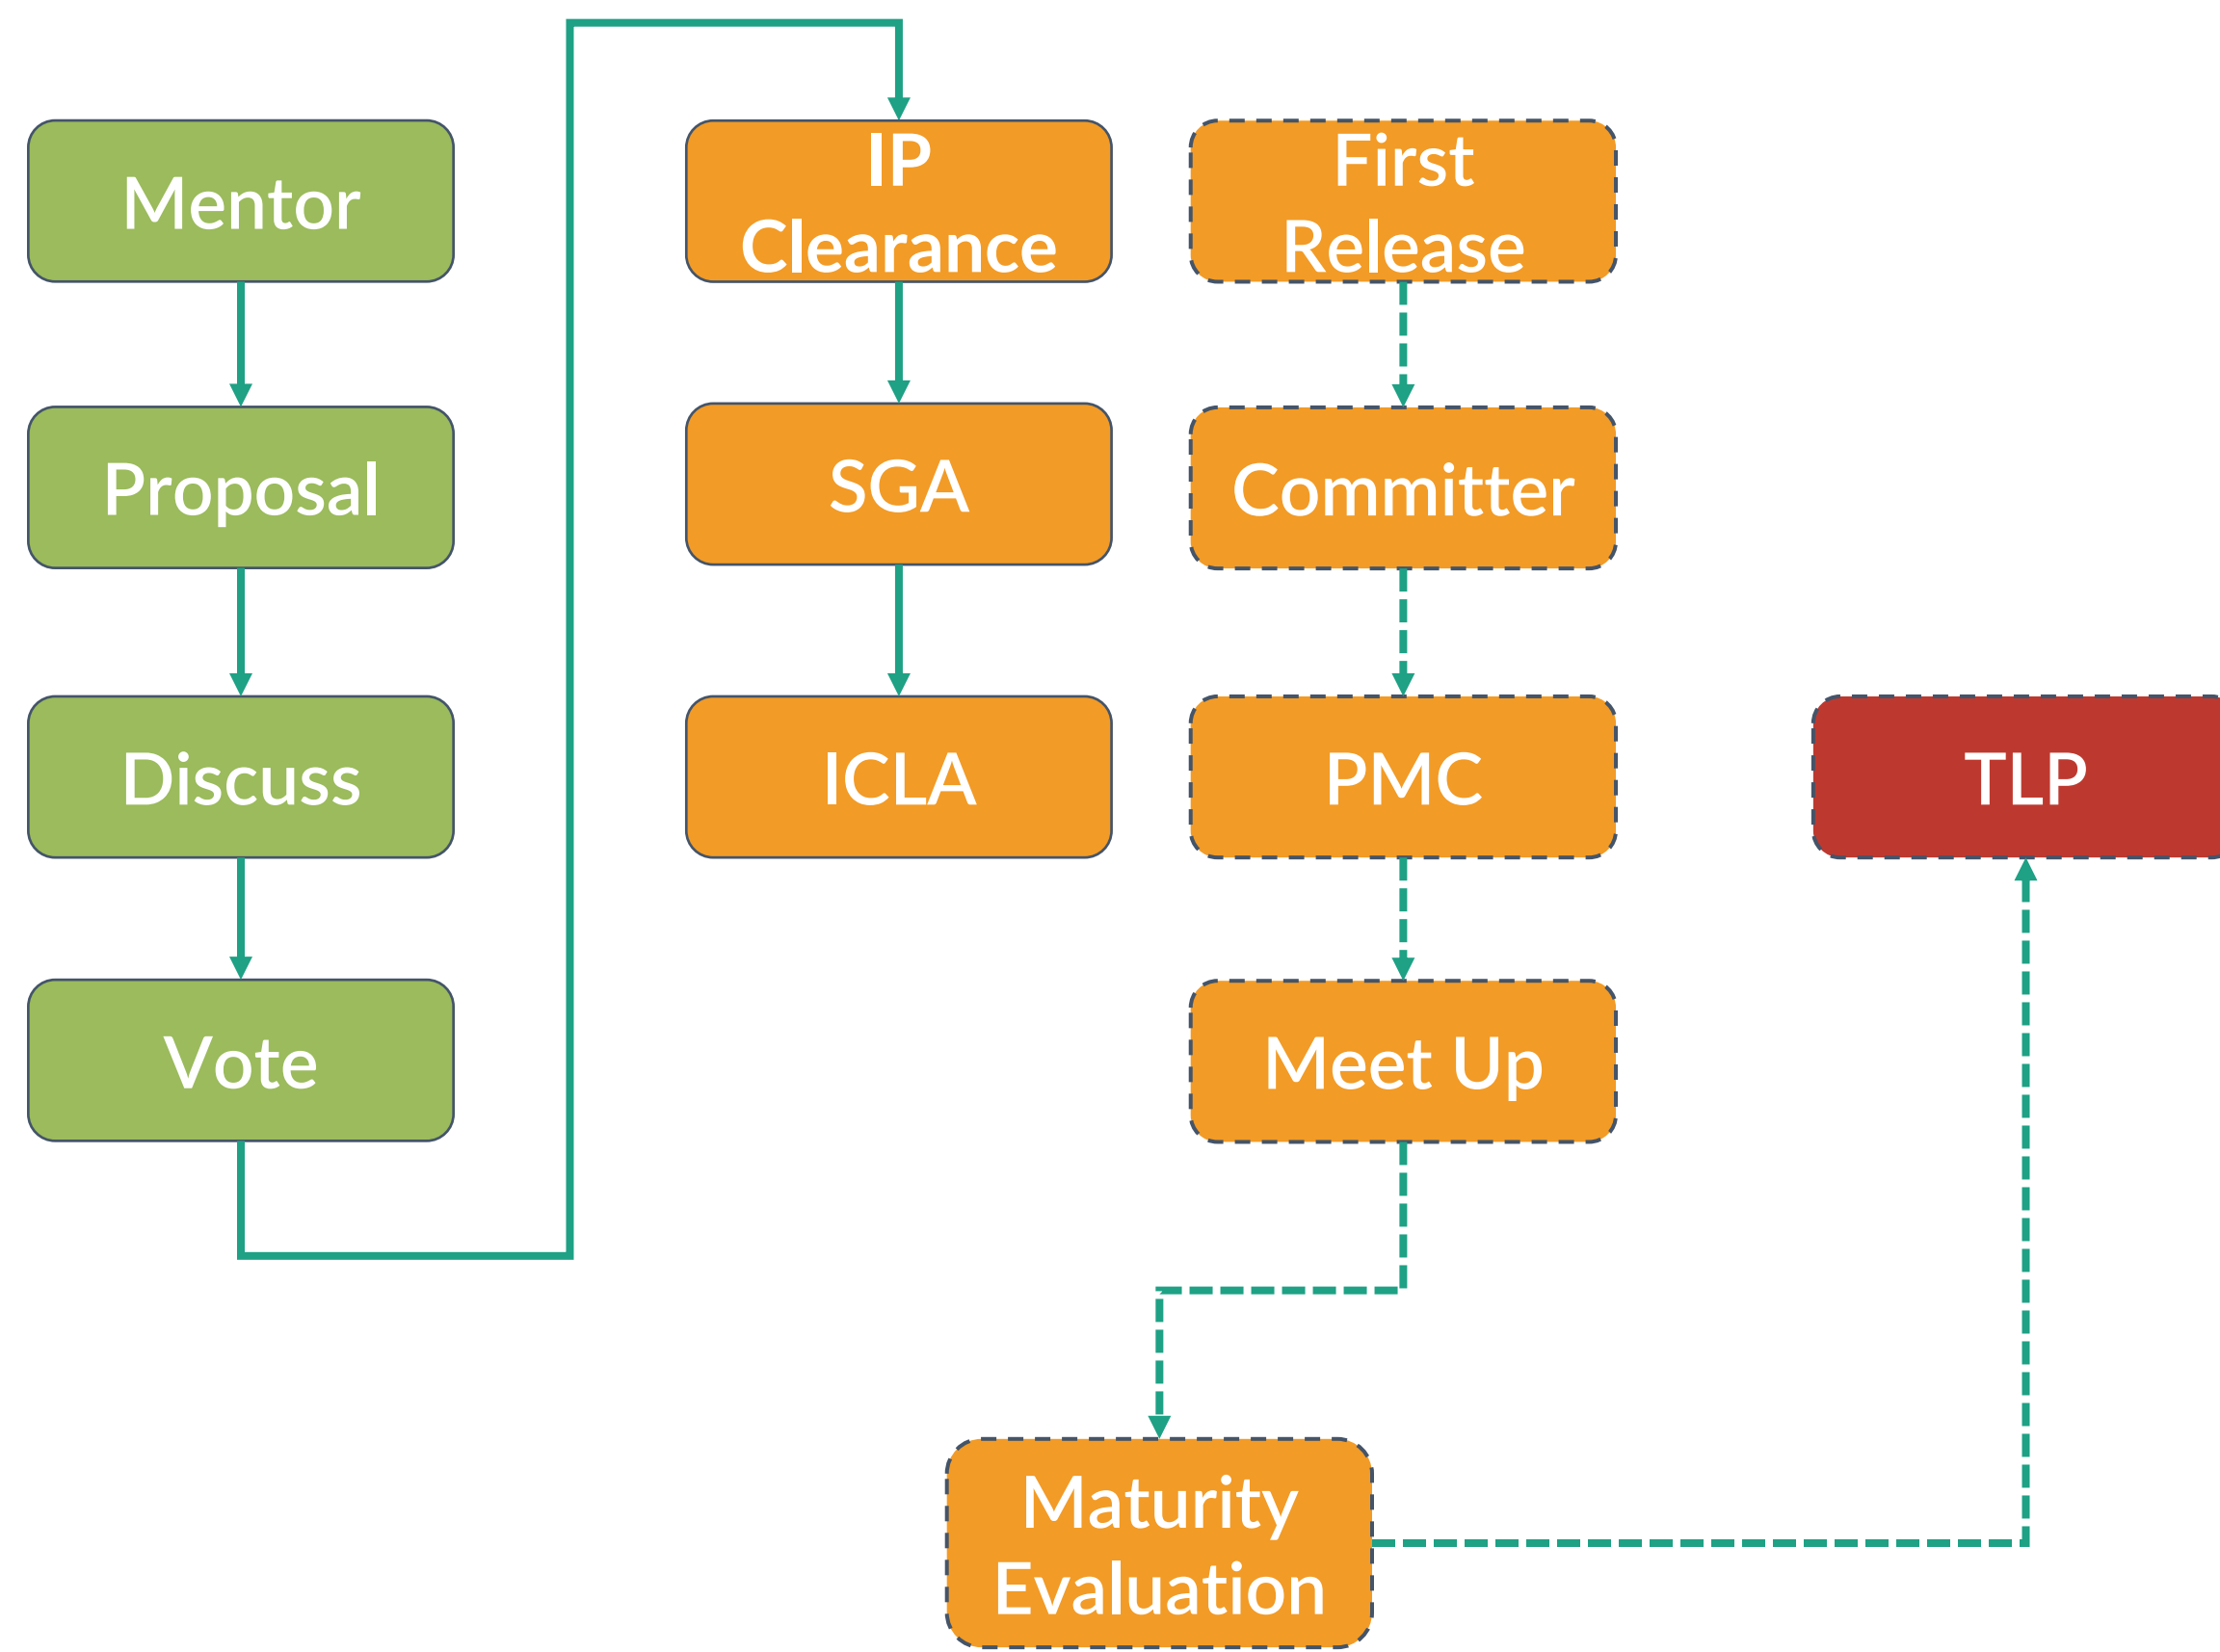 Mentor
Proposal
Discuss
Vote
IP
Clearance
SGA
ICLA
First
Release
Committer
PMC
Meet Up
Maturity
Evaluation
TLP